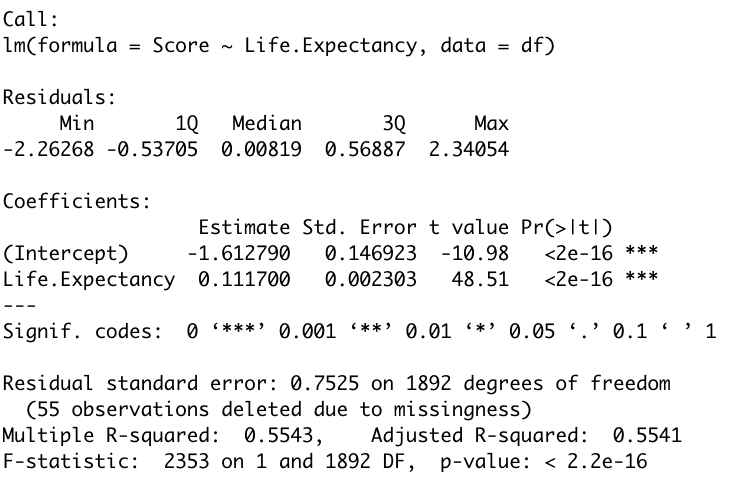 Call:
lm(formula = Score ~ Life.Expectancy, data = df)
Residuals:
     Min       1Q   Median       3Q      Max
-2.26268 -0.53705  0.00819  0.56887  2.34054
Coefficients:
                 Estimate Std. Error t value Pr(>|t|)
(Intercept)     -1.612790   0.146923  -10.98   <2e-16 ***
Life.Expectancy  0.111700   0.002303   48.51   <2e-16 ***
---
Signif. codes:  0 ‘***’ 0.001 ‘**’ 0.01 ‘*’ 0.05 ‘.’ 0.1 ‘ ’ 1
Residual standard error: 0.7525 on 1892 degrees of freedom
  (55 observations deleted due to missingness)
Multiple R-squared:  0.5543,	Adjusted R-squared:  0.5541
F-statistic:  2353 on 1 and 1892 DF,  p-value: < 2.2e-16